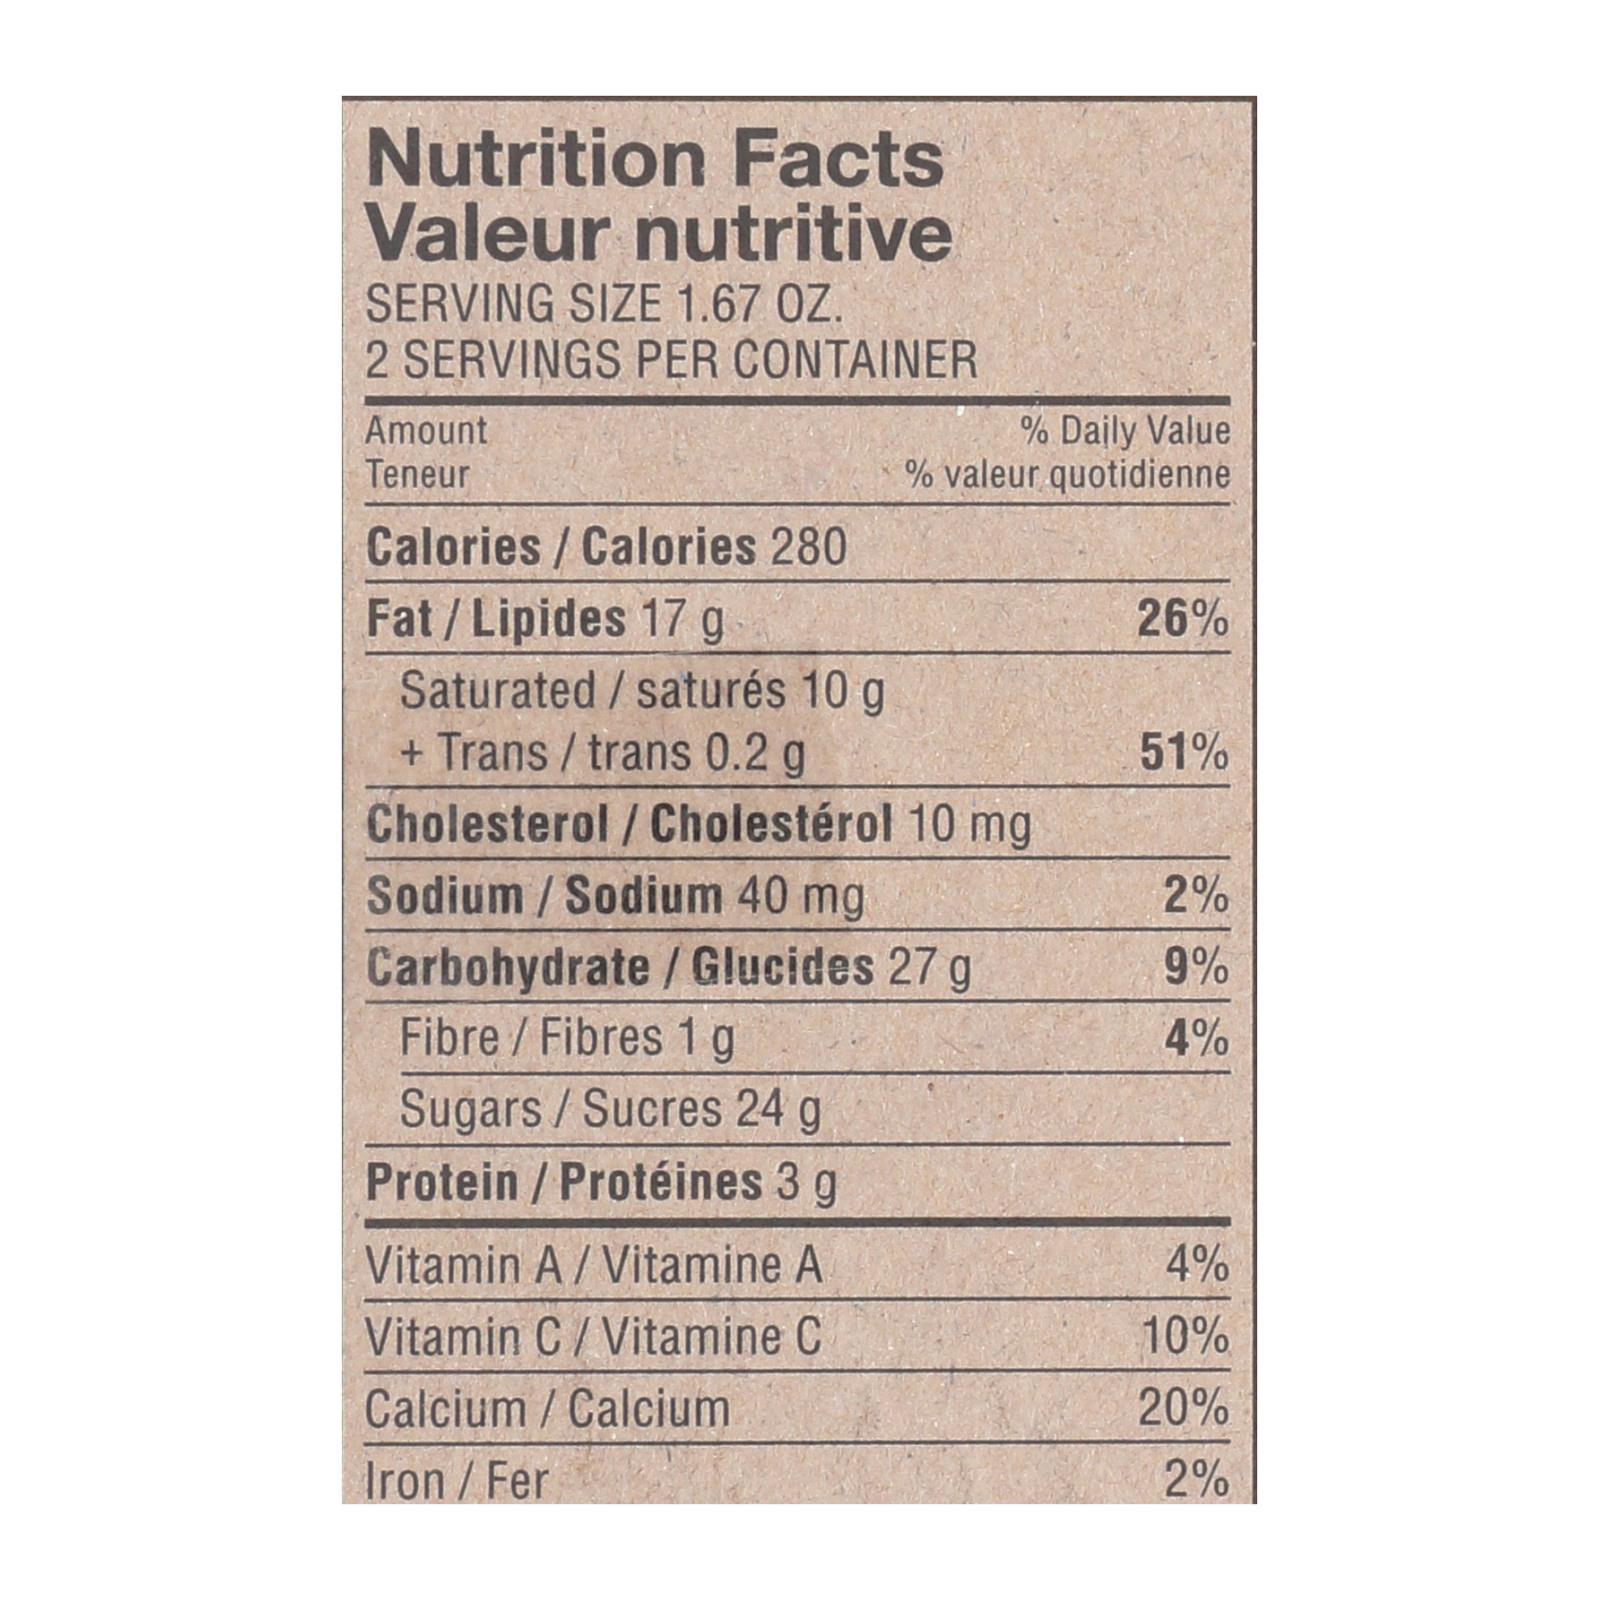 Nutrition Facts
Valeur nutritive
SERVING SIZE 1.67 OZ.
2 SERVINGS PER CONTAINER
Amount % Daily Value
Teneur % valeur quotidienne
Calories / Calories 280
Fat / Lipides 17 g 26%
Saturated / saturés 10 g
+ Trans / trans 0.2 g 51%
Cholesterol / Cholestérol 10 mg
Sodium / Sodium 40 mg 2%
Carbohydrate / Glucides 27 g 9%
Fibre / Fibres 1 g 4%
Sugars / Sucres 24 g
Protein / Protéines 3 g
Vitamin A / Vitamine A 4%
Vitamin C / Vitamine C 10%
Calcium / Calcium 20%
Iron / Fer 2%